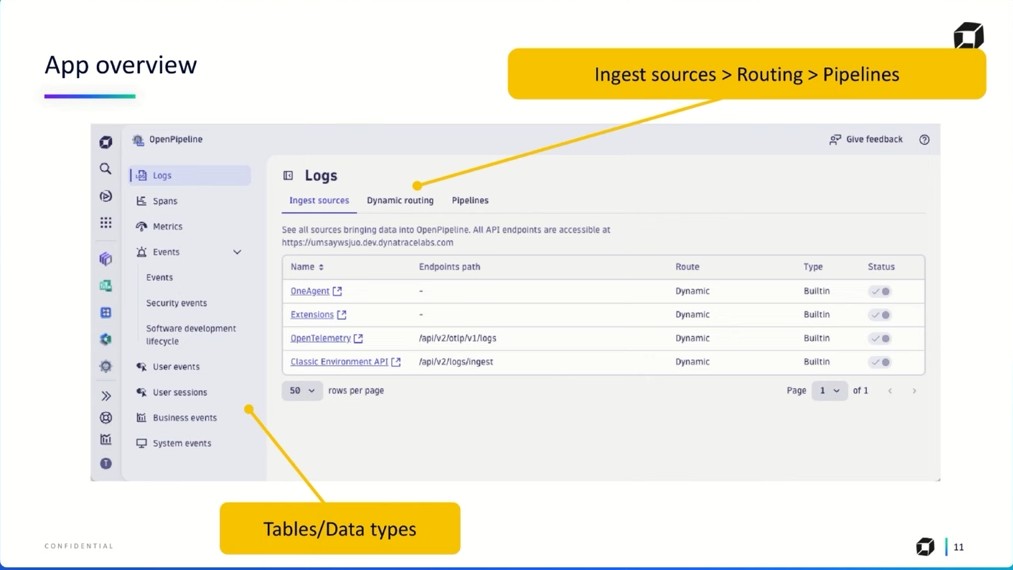 App overview
Ingest sources > Routing > Pipelines
OpenPipeline
Give feedback
Logs
Spans
Metrics
Events
Events
Security events
Software development
lifecycle
User events
User sessions
Business events
System events
Logs
Ingest sources Dynamic routing Pipelines
See all sources bringing data into OpenPipeline. All API endpoints are accessible at
https://umsaywsjuo.dev.dynatracelabs.com
Name Endpoints path Route Type Status
OneAgent - Dynamic Builtin
Extensions - Dynamic Builtin
OpenTelemetry /api/v2/otlp/v1/logs Dynamic Builtin
Classic Environment API /api/v2/logs/ingest Dynamic Builtin
50 rows per page
Page 1 of 1
T
Tables/Data types
CONFIDENTIAL
11